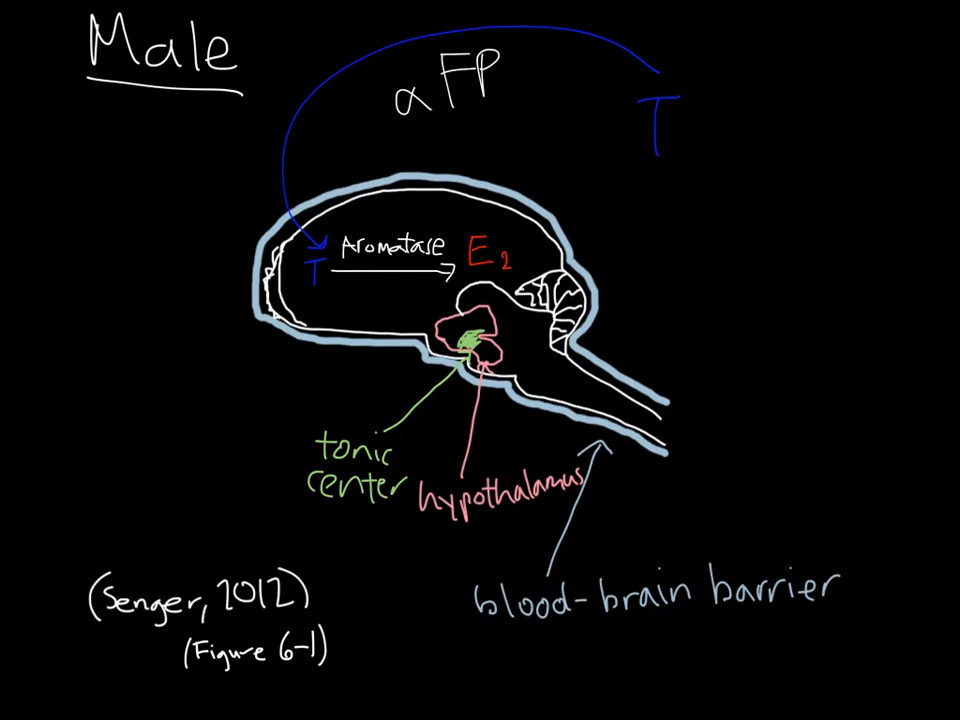 Male
αFP
T
T
Aromatase
E2
tonic
center
hypothalamus
blood-brain barrier
(Senger, 2012)
(Figure 6-1)